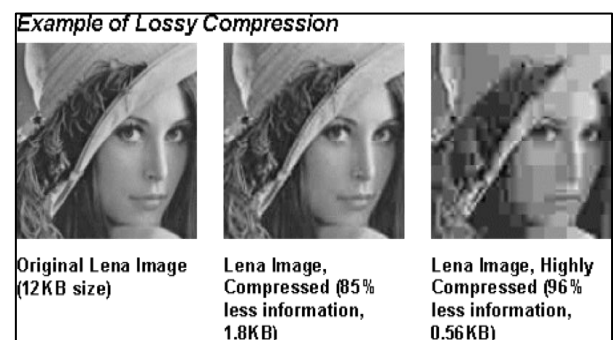 Example of Lossy Compression
Original Lena Image
(12KB size)
Lena Image,
Compressed (85%
less information,
1.8KB)
Lena Image, Highly
Compressed (96%
less information,
0.56KB)